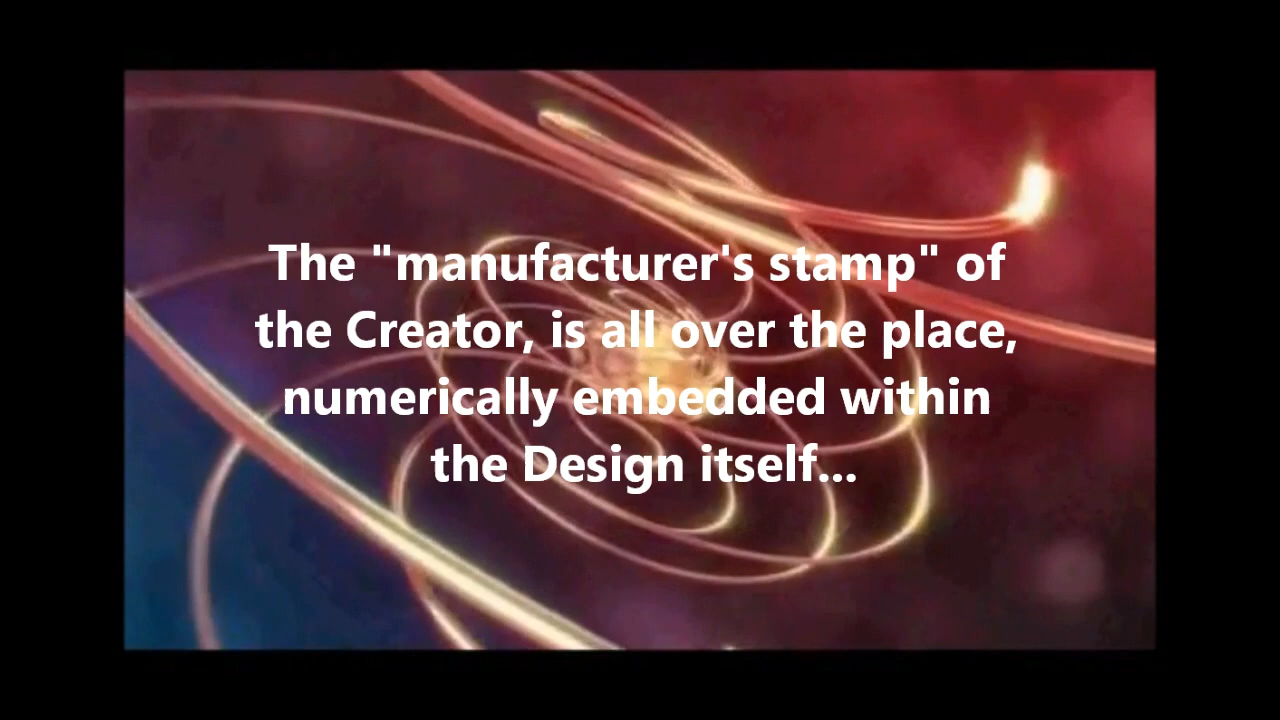 The "manufacturer's stamp" of
the Creator, is all over the place,
numerically embedded within
the Design itself...